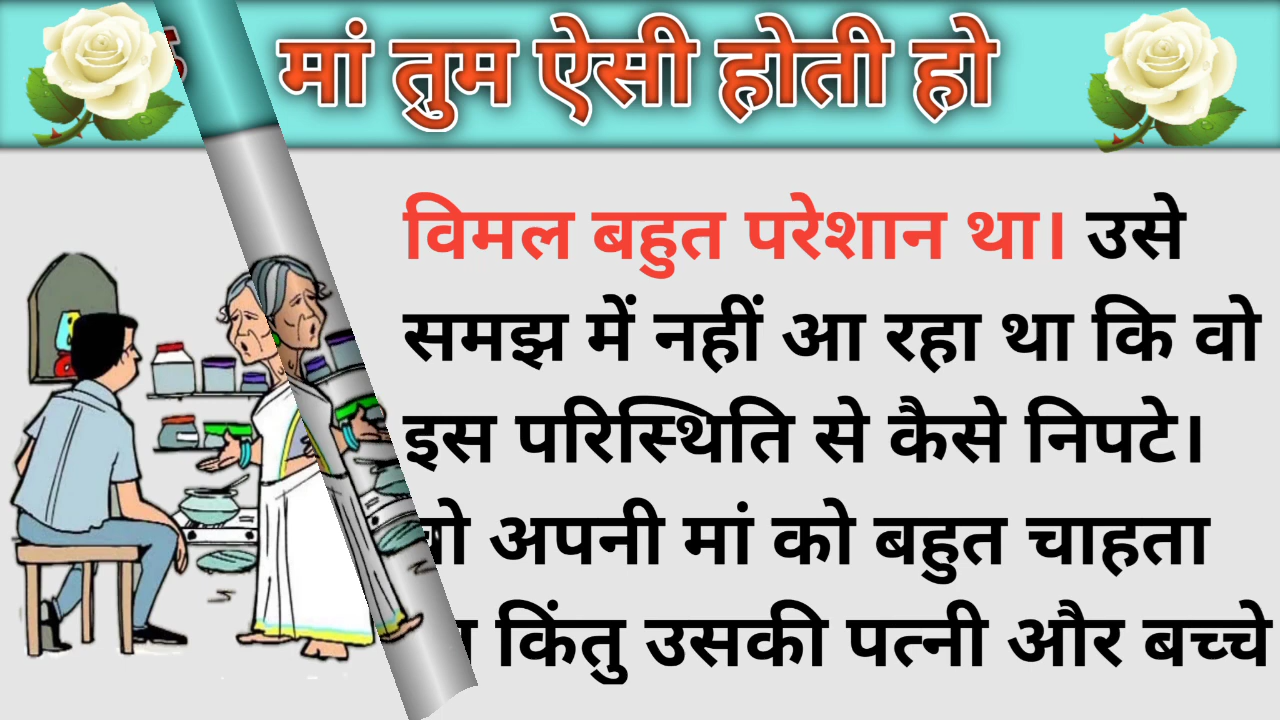 मां तुम ऐसी होती हो
विमल बहुत परेशान था। उसे
समझ में नहीं आ रहा था कि वो
इस परिस्थिति से कैसे निपटे।
वो अपनी मां को बहुत चाहता
किंतु उसकी पत्नी और बच्चे